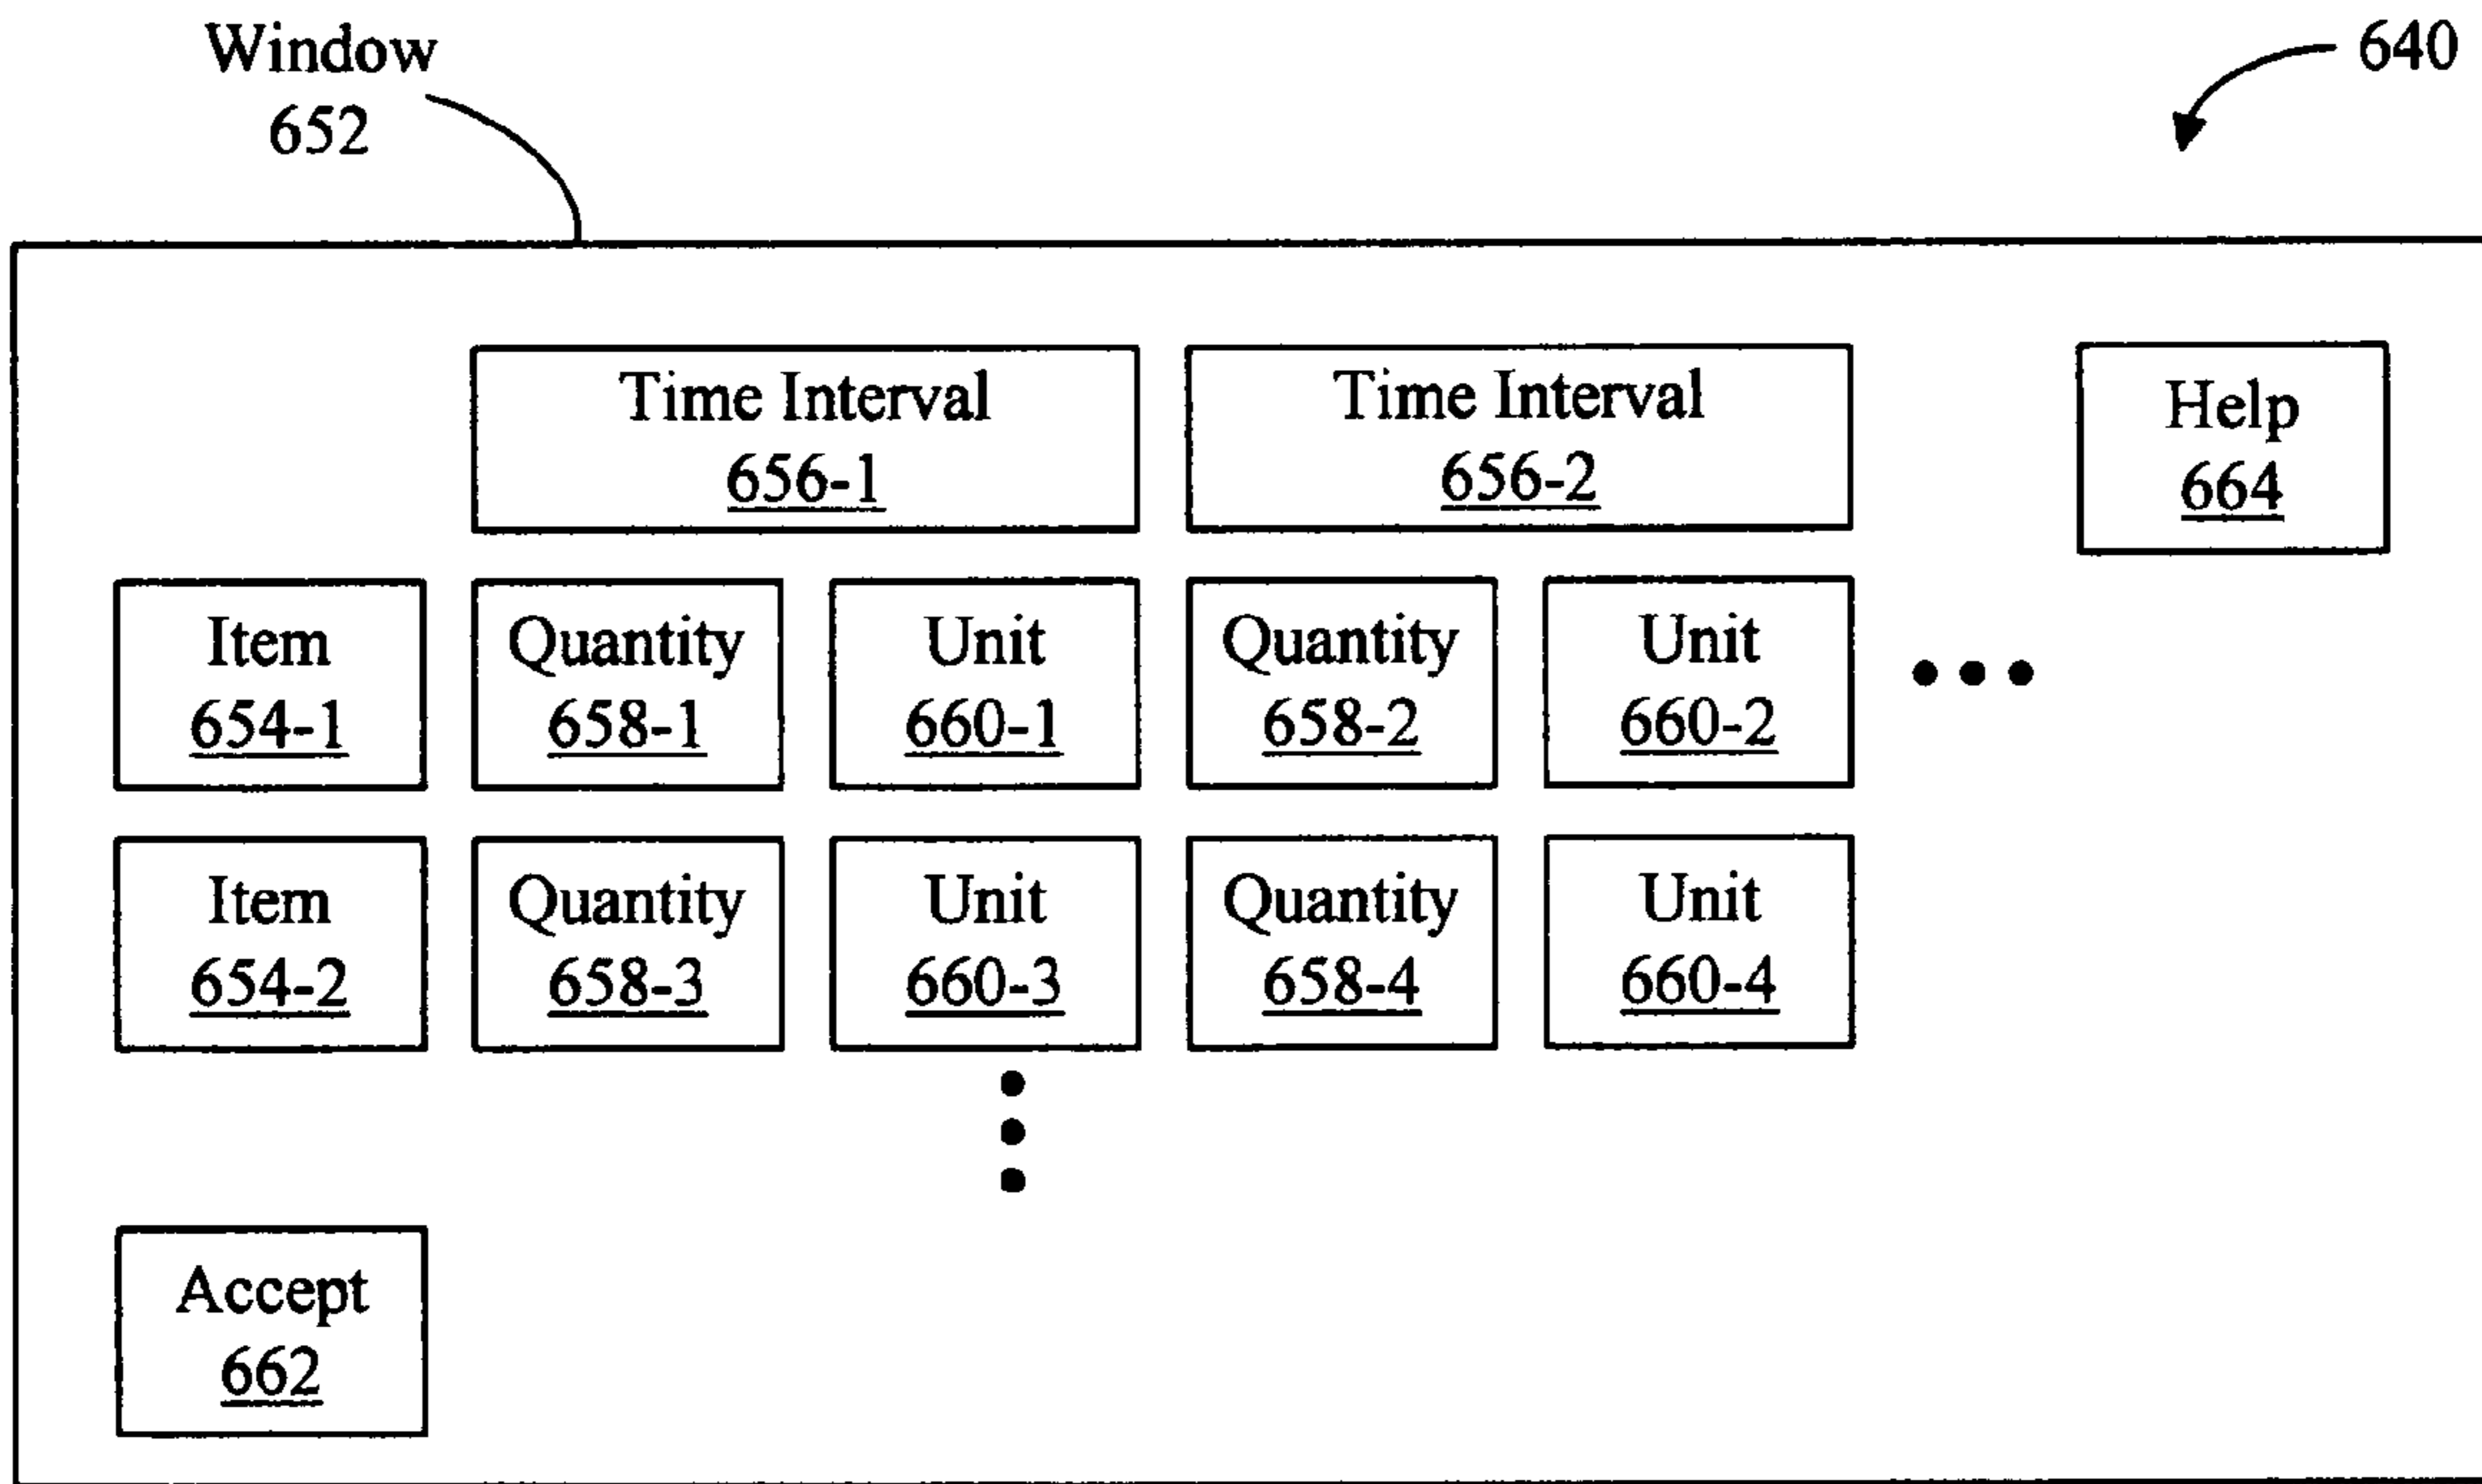 Window
652
640
Time Interval
656-1
Time Interval
656-2
Help
664
Item
654-1
Quantity
658-1
Unit
660-1
Quantity
658-2
Unit
660-2
Item
654-2
Quantity
658-3
Unit
660-3
Quantity
658-4
Unit
660-4
Accept
662